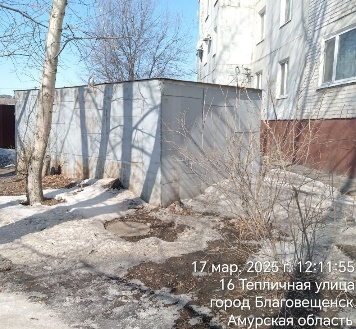 17 мар. 2025 г. 12:11:55
16 Тепличная улица
город Благовещенск
Амурская область